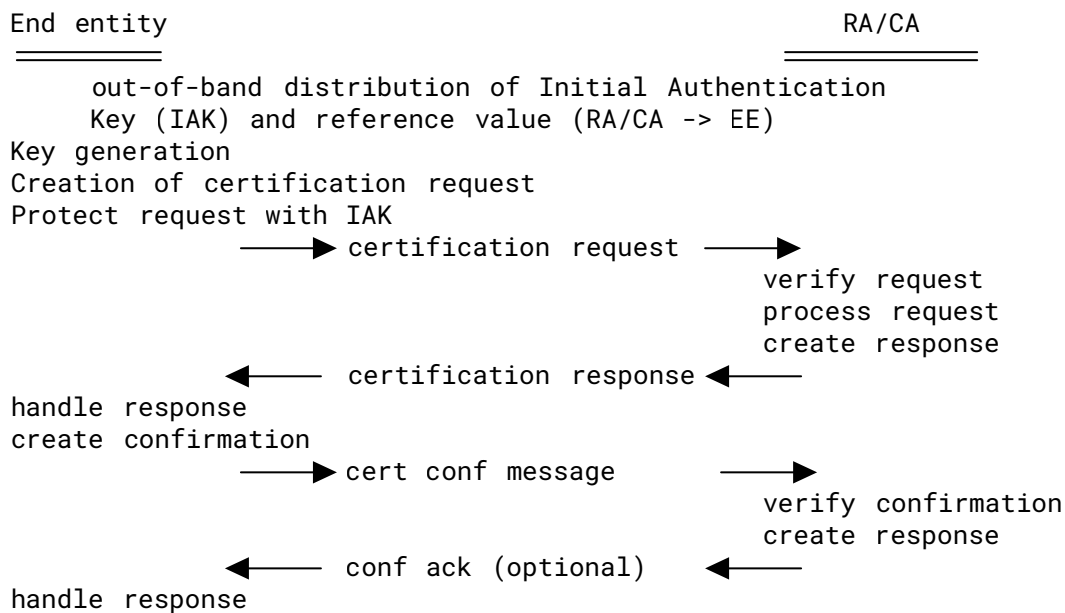 End entity RA/CA
out-of-band distribution of Initial Authentication
Key (IAK) and reference value (RA/CA -> EE)
Key generation
Creation of certification request
Protect request with IAK
certification request
verify request
process request
create response
certification response
handle response
create confirmation
cert conf message
verify confirmation
create response
conf ack (optional)
handle response